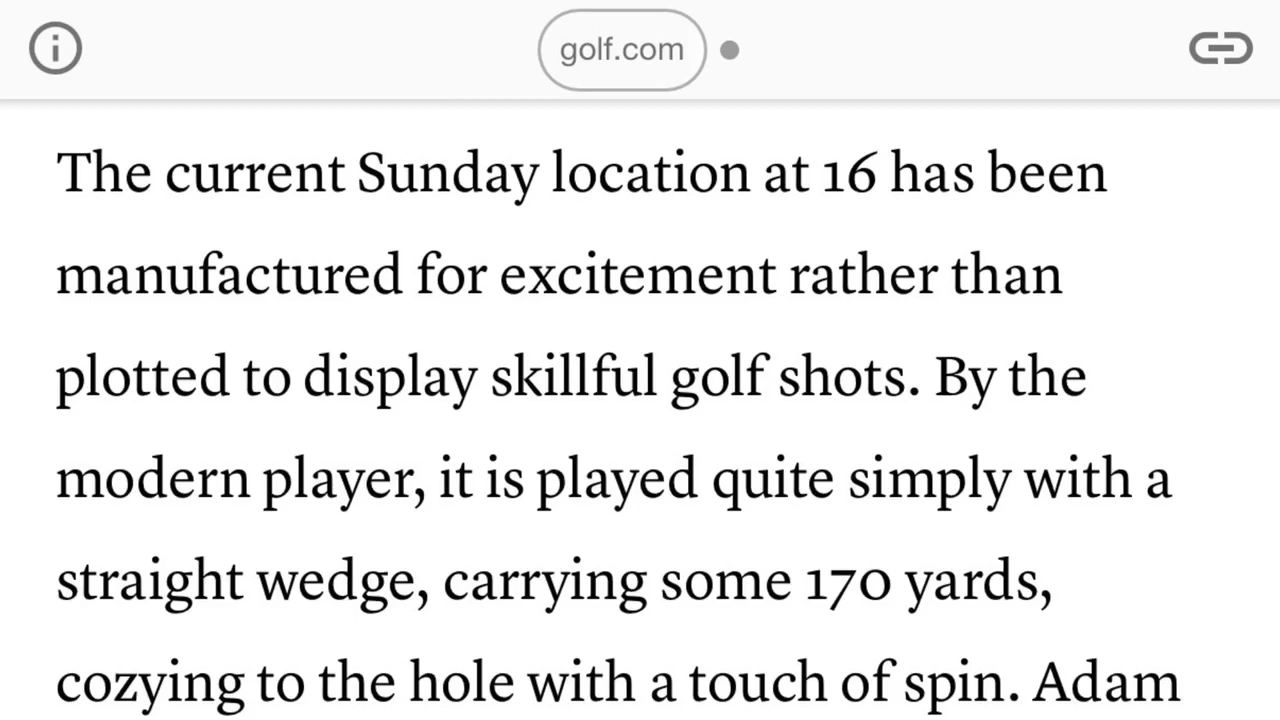 golf.com
The current Sunday location at 16 has been
manufactured for excitement rather than
plotted to display skillful golf shots. By the
modern player, it is played quite simply with a
straight wedge, carrying some 170 yards,
cozying to the hole with a touch of spin. Adam